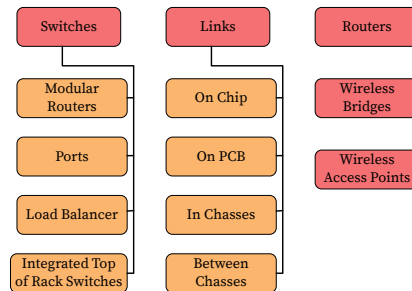 Switches
Modular
Routers
Ports
Load Balancer
Integrated Top
of Rack Switches
Links
On Chip
On PCB
In Chasses
Between
Chasses
Routers
Wireless
Bridges
Wireless
Access Points